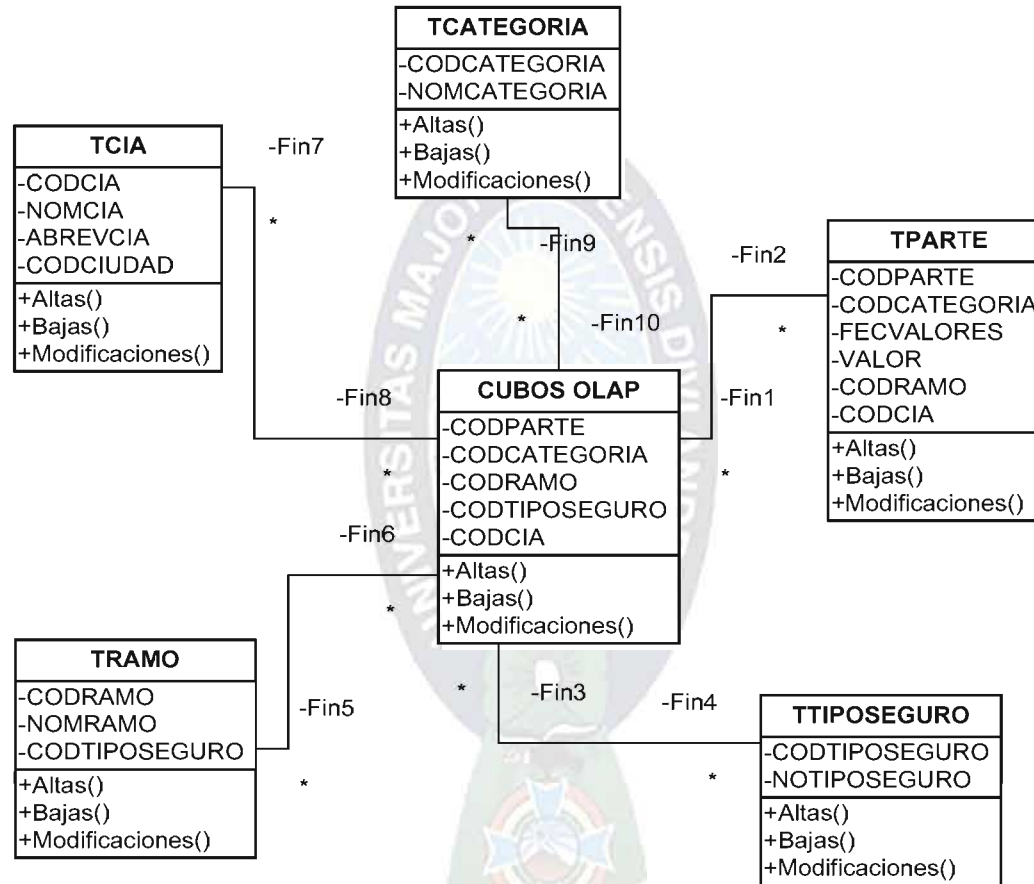 TCATEGORIA
-CODCATEGORIA
-NOMCATEGORIA
+Altas()
+Bajas()
+Modificaciones()
TCIA
-CODCIA
-NOMCIA
-ABREVCIA
-CODCIUDAD
+Altas()
+Bajas()
+Modificaciones()
-Fin7
*
*
-Fin9
-Fin2
*
TPARTE
-CODPARTE
-CODCATEGORIA
-FECVALORES
-VALOR
-CODRAMO
-CODCIA
+Altas()
+Bajas()
+Modificaciones()
*
-Fin10
-Fin8
*
-Fin1
*
CUBOS OLAP
-CODPARTE
-CODCATEGORIA
-CODRAMO
-CODTIPOSEGURO
-CODCIA
+Altas()
+Bajas()
+Modificaciones()
-Fin6
*
TRAMO
-CODRAMO
-NOMRAMO
-CODTIPOSEGURO
+Altas()
+Bajas()
+Modificaciones()
-Fin5
*
*
-Fin3
-Fin4
*
TTIPOSEGURO
-CODTIPOSEGURO
-NOTIPOSEGURO
+Altas()
+Bajas()
+Modificaciones()